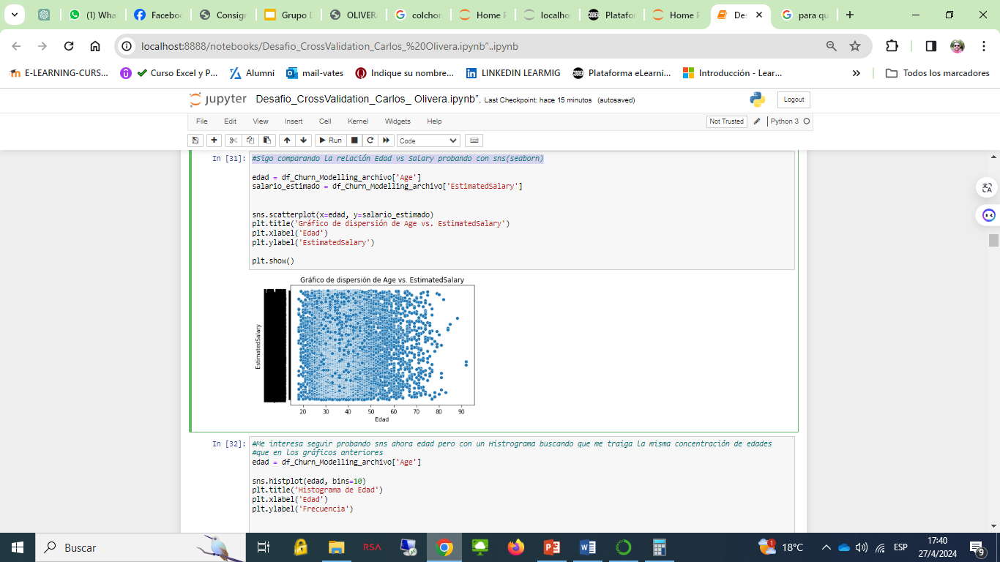 (1) Wha
Faceboo
Consign
Grupo D
OLIVERA
colchon
Home P
localhos
Platafor
Home P
Des
para qu
localhost:8888/notebooks/Desafio_CrossValidation_Carlos_%20Olivera.ipynb”..ipynb
E-LEARNING-CURS...
Curso Excel y P...
Alumni
mail-vates
Indique su nombre...
LINKEDIN LEARMIG
Plataforma eLearni...
Introducción - Lear...
»
Todos los marcadores
jupyter
Desafio_CrossValidation_Carlos_ Olivera.ipynb”. Last Checkpoint: hace 15 minutos (autosaved)
Logout
File
Edit
View
Insert
Cell
Kernel
Widgets
Help
Not Trusted
Python 3
Run
Code
In [31]:
#Sigo comparando la relación Edad vs Salary probando con sns(seaborn)
edad = df_Churn_Modelling_archivo['Age']
salario_estimado = df_Churn_Modelling_archivo['EstimatedSalary']
sns.scatterplot(x=edad, y=salario_estimado)
plt.title('Gráfico de dispersión de Age vs. EstimatedSalary')
plt.xlabel('Edad')
plt.ylabel('EstimatedSalary')
plt.show()
Gráfico de dispersión de Age vs. EstimatedSalary
EstimatedSalary
20 30 40 50 60 70 80 90
Edad
In [32]:
#Me interesa seguir probando sns ahora edad pero con un Histrograma buscando que me traiga la misma concentración de edades
#que en los gráficos anteriores
edad = df_Churn_Modelling_archivo['Age']
sns.histplot(edad, bins=10)
plt.title('Histograma de Edad')
plt.xlabel('Edad')
plt.ylabel('Frecuencia')
Buscar
RSA
1
18°C
ESP
17:40
27/4/2024
9